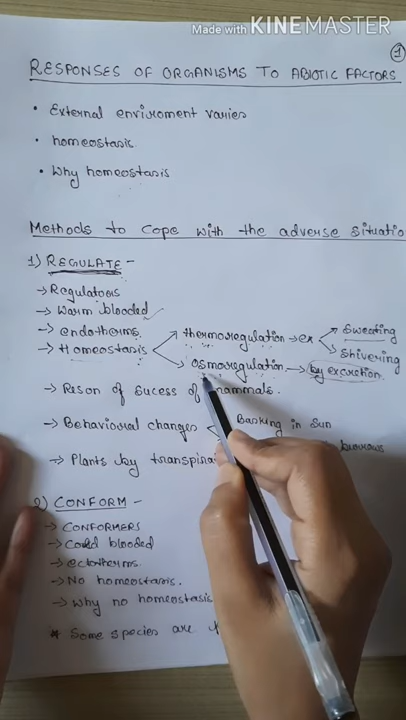 Made with KINEMASTER
1
RESPONSES OF ORGANISMS TO ABIOTIC FACTORS
• External enviroment varies
• homeostasis
• Why homeostasis
Methods to Cope with the adverse situatio
1) REGULATE -
→ Regulators
→ Warm blooded
→ endotherms
→ Homeostasis
thermoregulation → ex
Sweating
Shivering
osmoregulation → by excretion
→ Reson of sucess of mammals.
→ Behavioural changes
Basking in Sun
burrows
→ Plants by
2) CONFORM -
→ CONFORMERS
→ Could blooded
→ ectotherms
→ No homeostasis.
→ Why no homeostasis
* Some species are